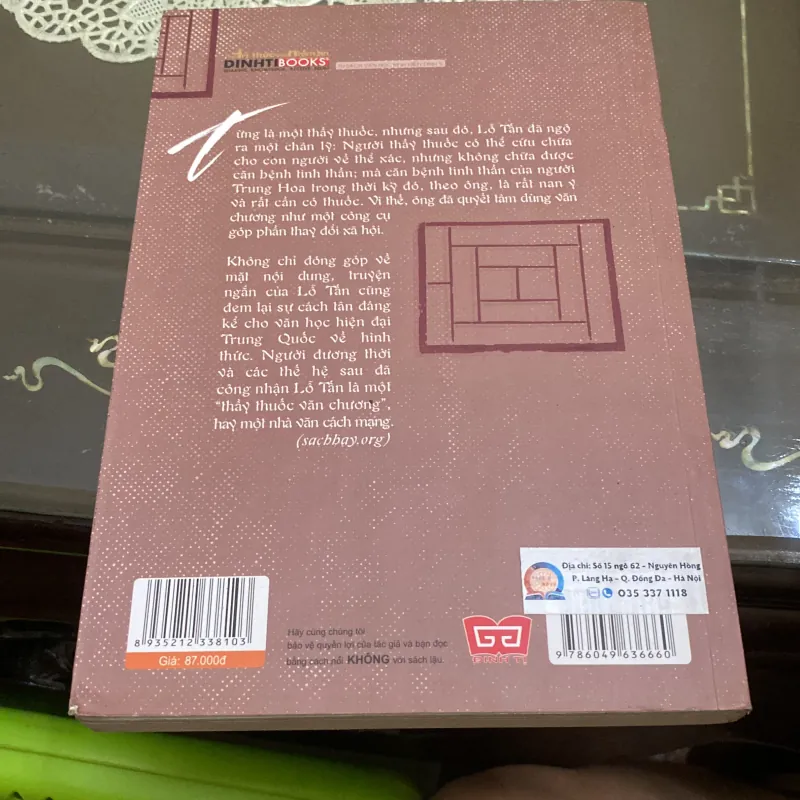 DINHTIBOOKS
Từng là một thầy thuốc, nhưng sau đó, Lỗ Tấn đã ngộ
ra một chân lý: Người thầy thuốc có thể cứu chữa
cho con người về thể xác, nhưng không chữa được
căn bệnh tinh thần; mà căn bệnh tinh thần của người
Trung Hoa trong thời kỳ đó, theo ông, là rất nan y
và rất cần có thuốc. Vì thế, ông đã quyết tâm dùng văn
chương như một công cụ
góp phần thay đổi xã hội.
Không chỉ đóng góp về
mặt nội dung, truyện
ngắn của Lỗ Tấn cũng
đem lại sự cách tân đáng
kể cho văn học hiện đại
Trung Quốc về hình
thức. Người đương thời
và các thế hệ sau đã
công nhận Lỗ Tấn là một
"thầy thuốc văn chương",
hay một nhà văn cách mạng.
(sachhay.org)
Địa chỉ: Số 15 ngõ 62 – Nguyên Hồng
P. Láng Hạ – Q. Đống Đa – Hà Nội
035 337 1118
8 935212 338103
Giá: 87.000đ
Hãy cùng chúng tôi
bảo vệ quyền lợi của tác giả và bạn đọc
bằng cách nói KHÔNG với sách lậu.
ĐINH TỊ
9 786049 636660